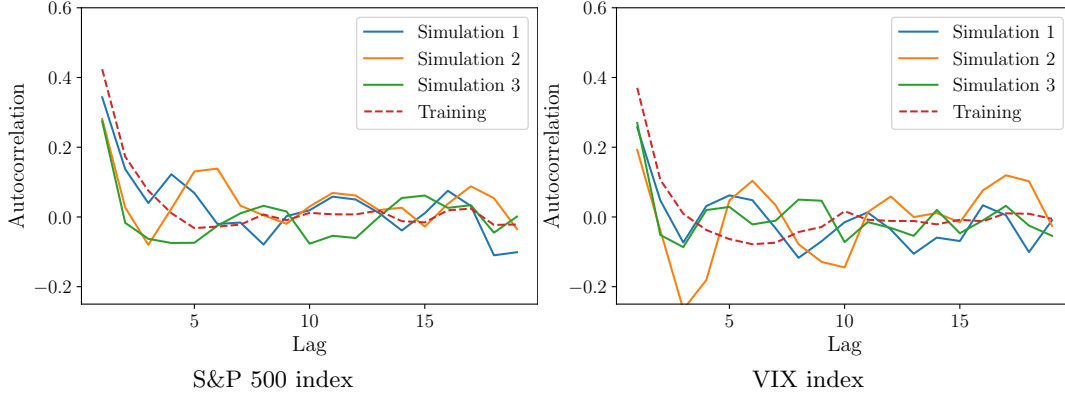 0.6
0.4
0.2
0.0
−0.2
Autocorrelation
5
10
15
Lag
Simulation 1
Simulation 2
Simulation 3
Training
S&P 500 index
0.6
0.4
0.2
0.0
−0.2
Autocorrelation
5
10
15
Lag
Simulation 1
Simulation 2
Simulation 3
Training
VIX index